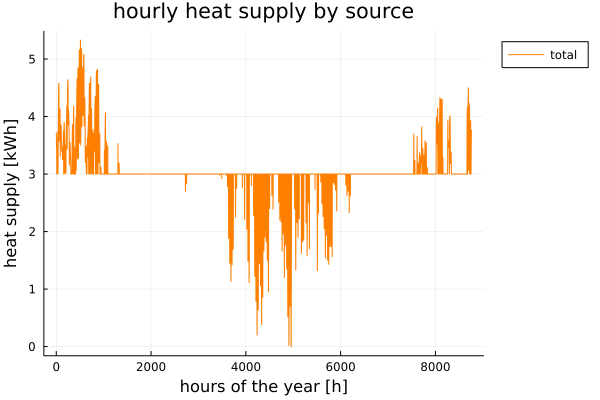 hourly heat supply by source
total
heat supply [kWh]
5
4
3
2
1
0
0 2000 4000 6000 8000
hours of the year [h]